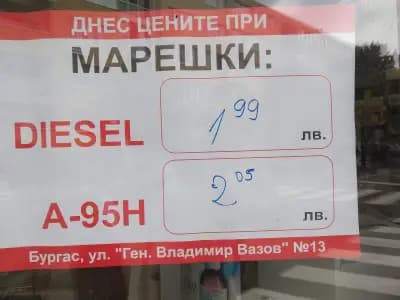 ДНЕС ЦЕНИТЕ ПРИ
МАРЕШКИ:
DIESEL 1 99 лв.
A-95H 2 05 лв.
Бургас, ул. "Ген. Владимир Вазов" №13